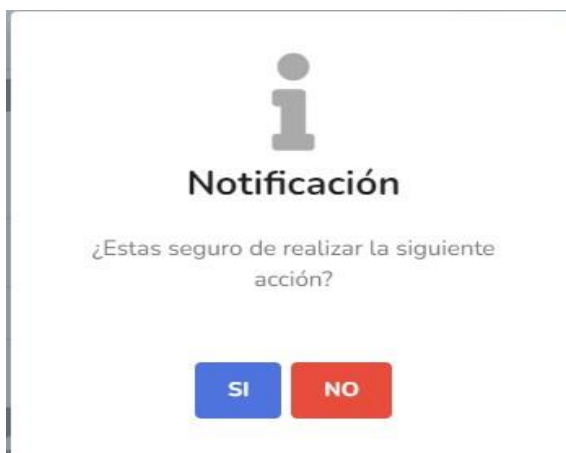 Notificación
¿Estas seguro de realizar la siguiente
acción?
SI NO